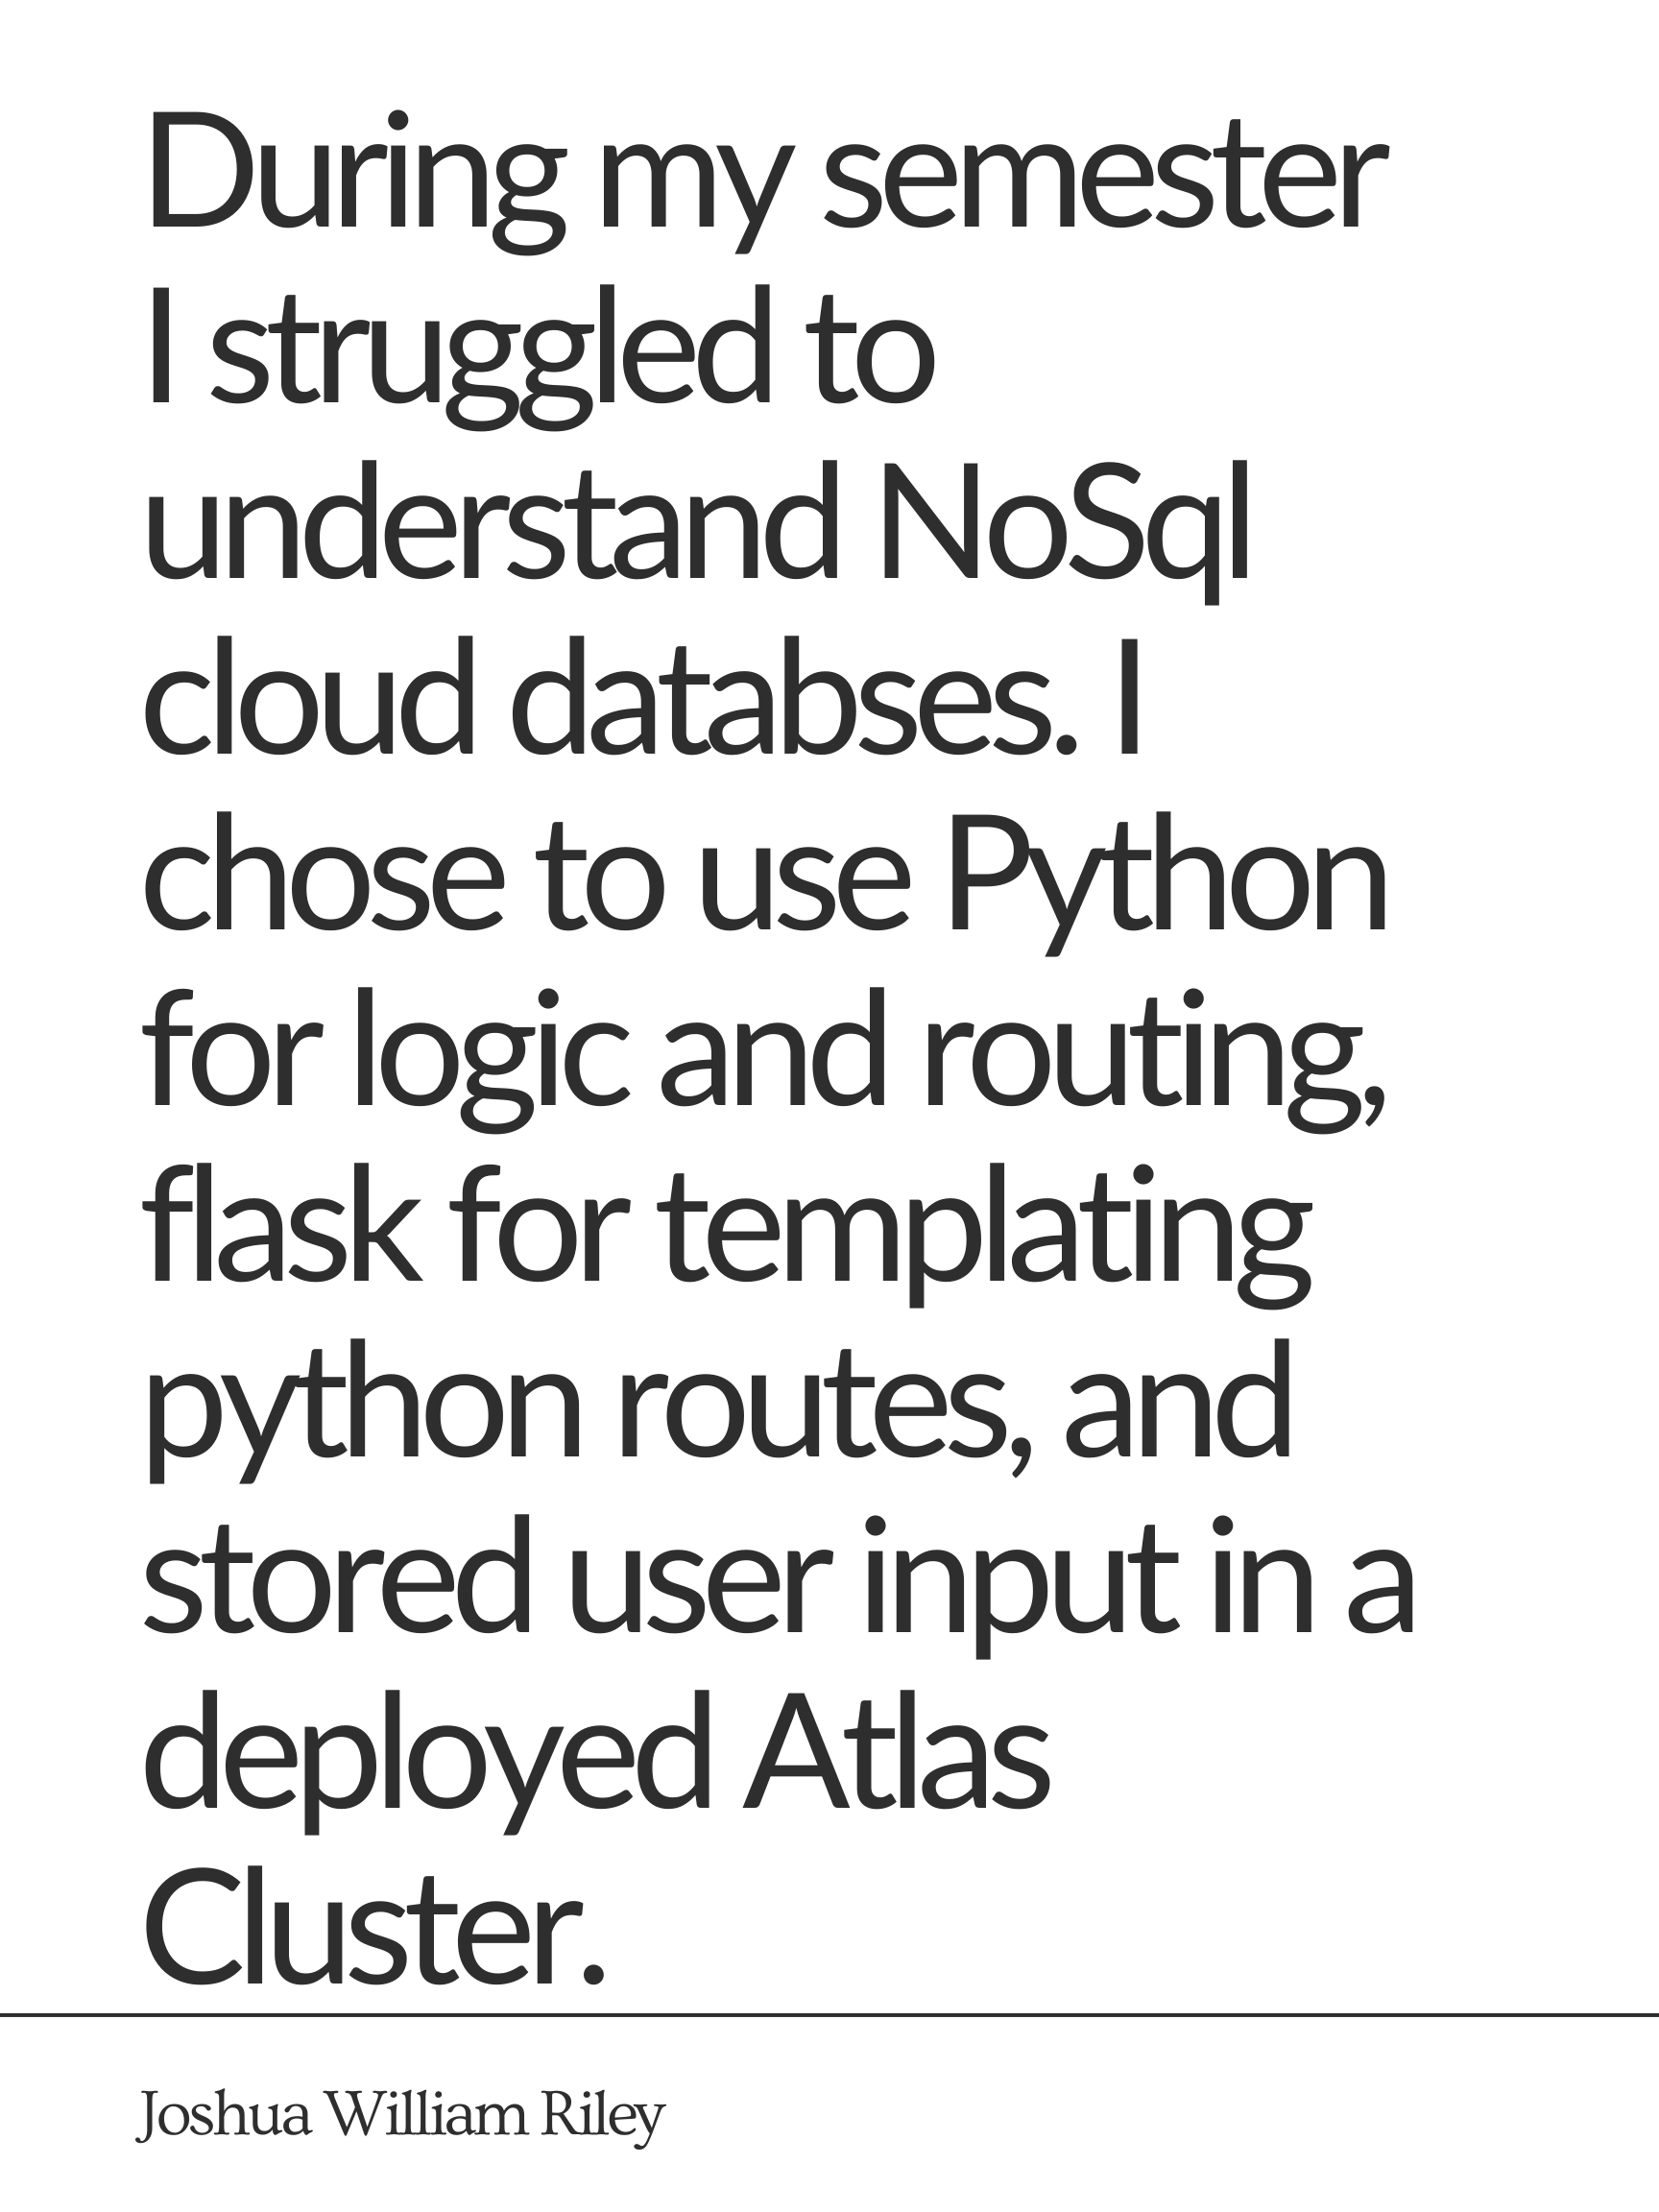 During my semester
I struggled to
understand NoSql
cloud databses. I
chose to use Python
for logic and routing,
flask for templating
python routes, and
stored user input in a
deployed Atlas
Cluster.
Joshua William Riley